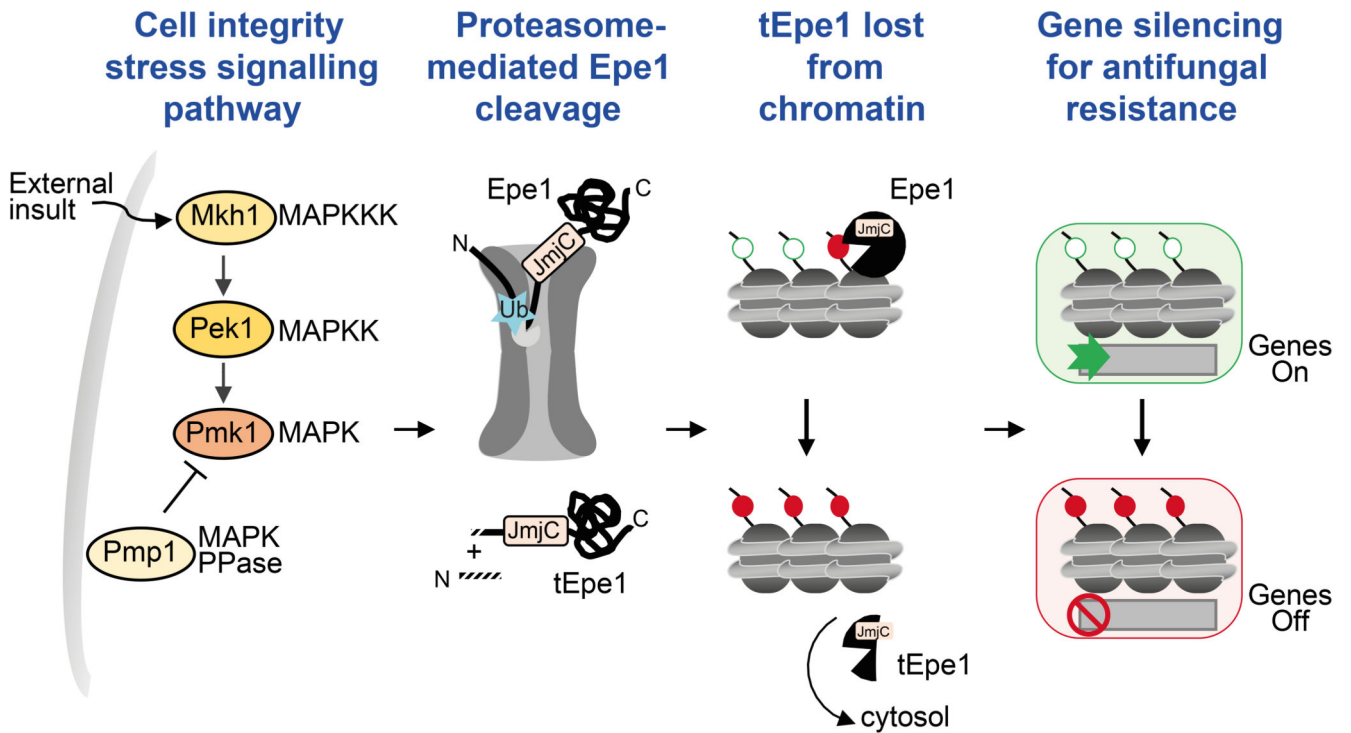 Cell integrity
stress signalling
pathway
Proteasome-
mediated Epe1
cleavage
tEpe1 lost
from
chromatin
Gene silencing
for antifungal
resistance
External
insult
Mkh1
MAPKKK
Pek1
MAPKK
Pmk1
MAPK
Pmp1
MAPK
PPase
Epe1
C
N
JmjC
Ub
JmjC
C
+
N
tEpe1
Epe1
JmjC
JmjC
tEpe1
cytosol
Genes
On
Genes
Off